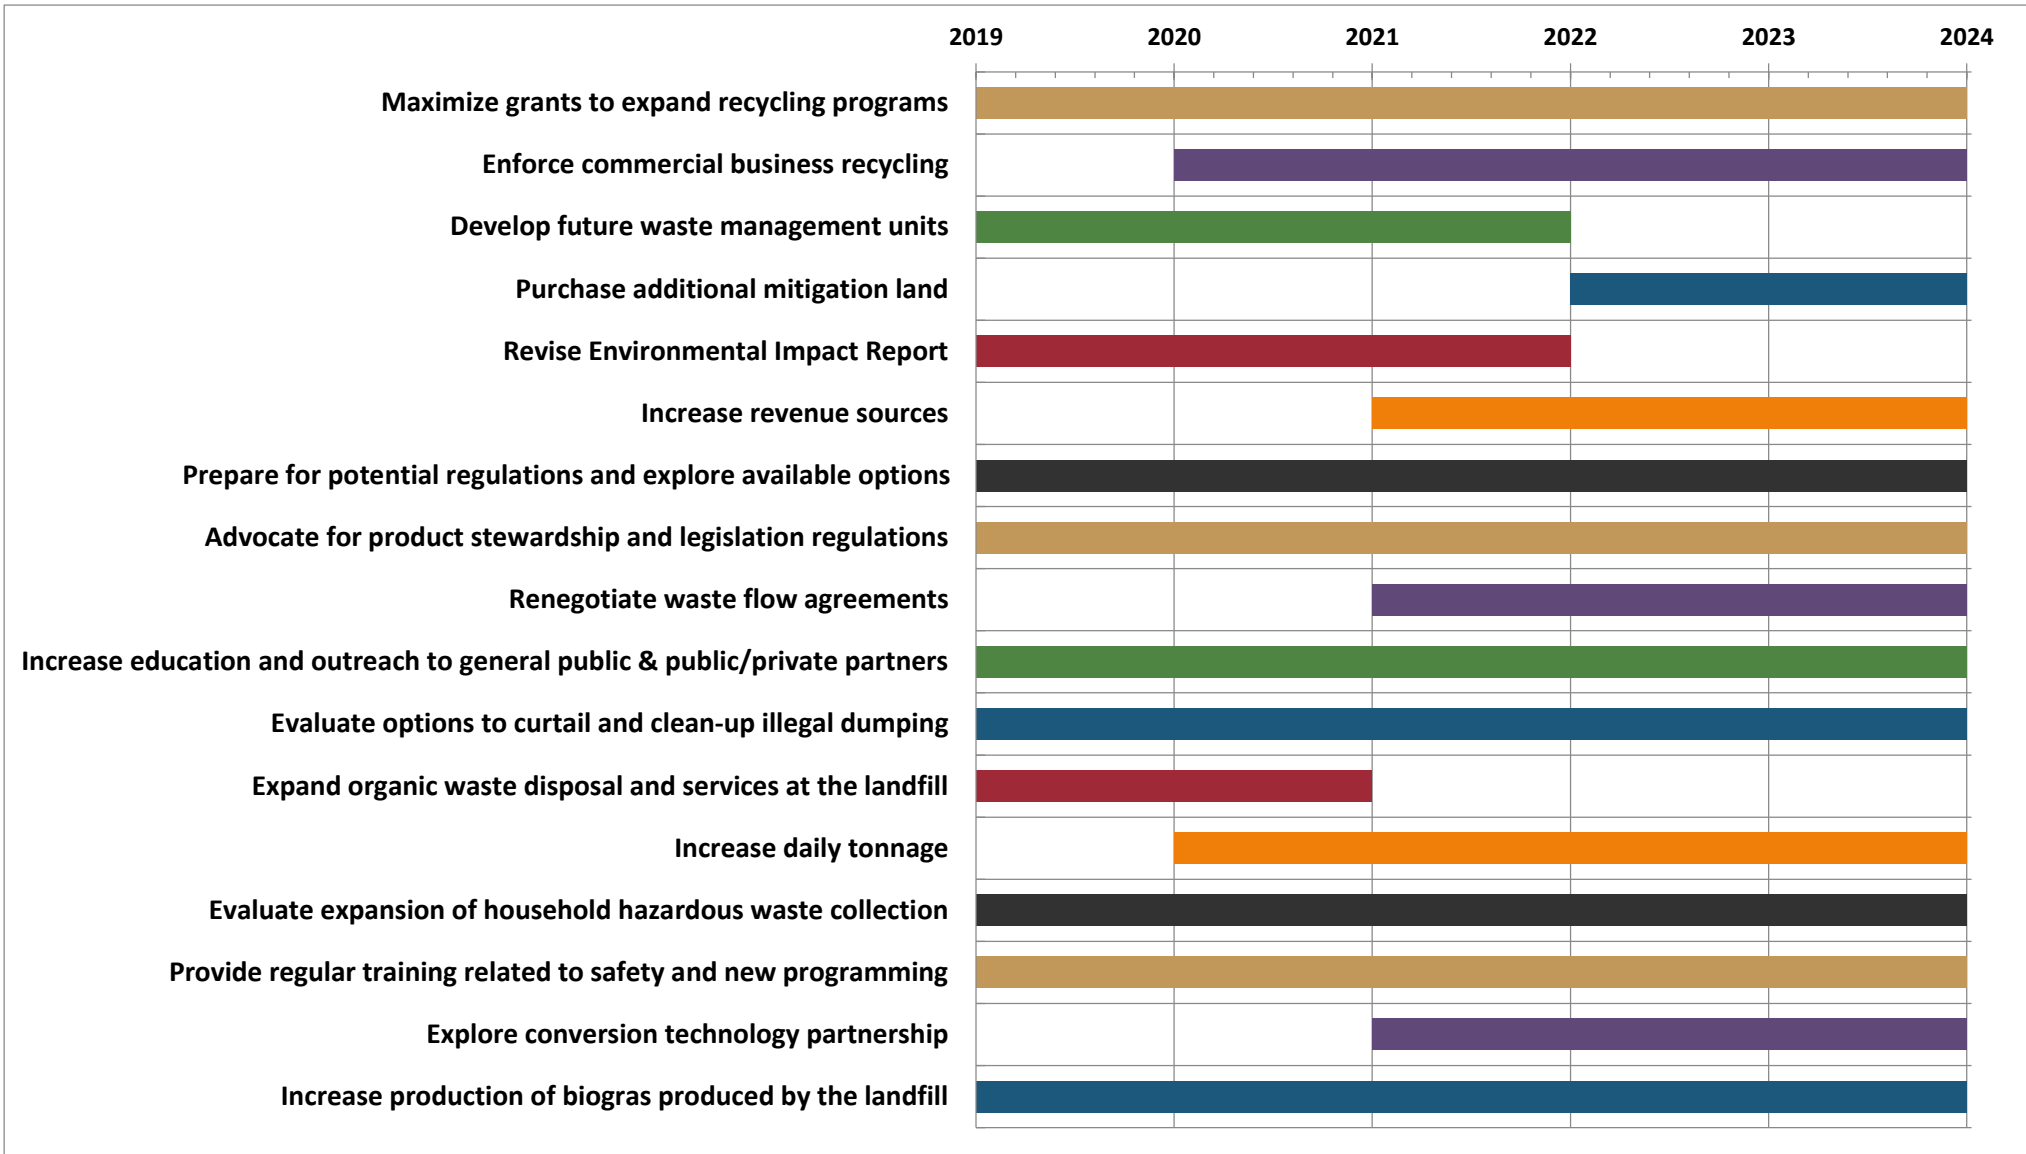 2019 2020 2021 2022 2023 2024
Maximize grants to expand recycling programs
Enforce commercial business recycling
Develop future waste management units
Purchase additional mitigation land
Revise Environmental Impact Report
Increase revenue sources
Prepare for potential regulations and explore available options
Advocate for product stewardship and legislation regulations
Renegotiate waste flow agreements
Increase education and outreach to general public & public/private partners
Evaluate options to curtail and clean-up illegal dumping
Expand organic waste disposal and services at the landfill
Increase daily tonnage
Evaluate expansion of household hazardous waste collection
Provide regular training related to safety and new programming
Explore conversion technology partnership
Increase production of biogras produced by the landfill